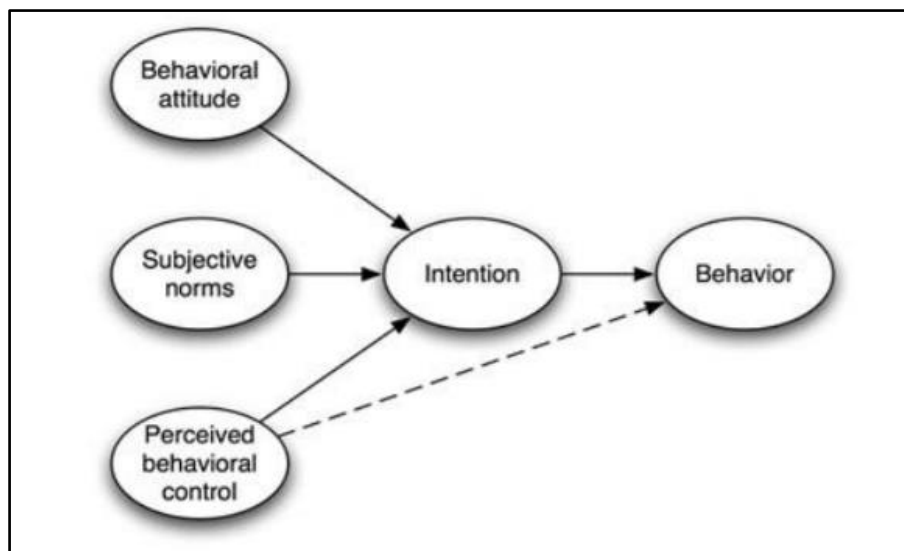 Behavioral
attitude
Subjective
norms
Intention
Behavior
Perceived
behavioral
control